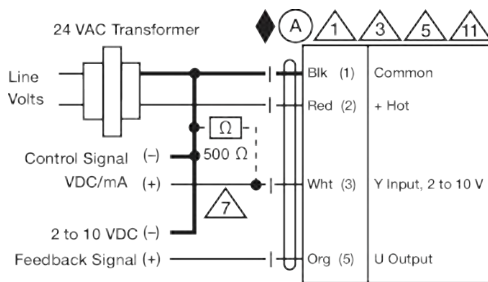 24 VAC Transformer
A 1 3 5 11
Line Volts
Blk (1) Common
Red (2) + Hot
Ω
500 Ω
Control Signal (-)
VDC/mA (+)
Wht (3) Y Input, 2 to 10 V
7
2 to 10 VDC (-)
Feedback Signal (+)
Org (5) U Output